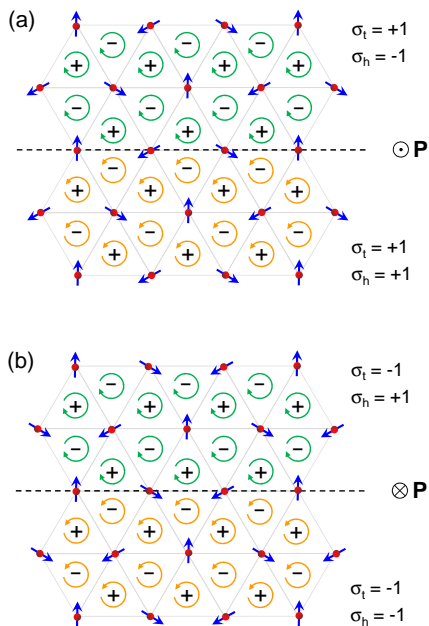 (a)
σt = +1
− − −
σh = -1
+ + + +
− − −
+ + +
P
− − −
+ + + +
− − −
σt = +1
+ + +
σh = +1
(b)
σt = -1
− − −
σh = +1
+ + + +
− − −
+ + +
P
− − −
+ + + +
− − −
σt = -1
+ + +
σh = -1